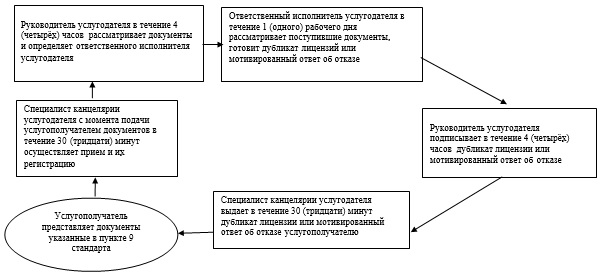 Руководитель услугодателя в течение 4
(четырёх) часов рассматривает документы
и определяет ответственного исполнителя
услугодателя
Ответственный исполнитель услугодателя в
течение 1 (одного) рабочего дня
рассматривает поступившие документы,
готовит дубликат лицензий или
мотивированный ответ об отказе
Руководитель услугодателя
подписывает в течение 4 (четырёх)
часов дубликат лицензии или
мотивированный ответ об отказе
Специалист канцелярии услугодателя
выдает в течение 30 (тридцати) минут
дубликат лицензии или мотивированный
ответ об отказе услугополучателю
Услугополучатель
представляет документы
указанные в пункте 9
стандарта
Специалист канцелярии
услугодателя с момента подачи
услугополучателем документов в
течение 30 (тридцати) минут
осуществляет прием и их
регистрацию